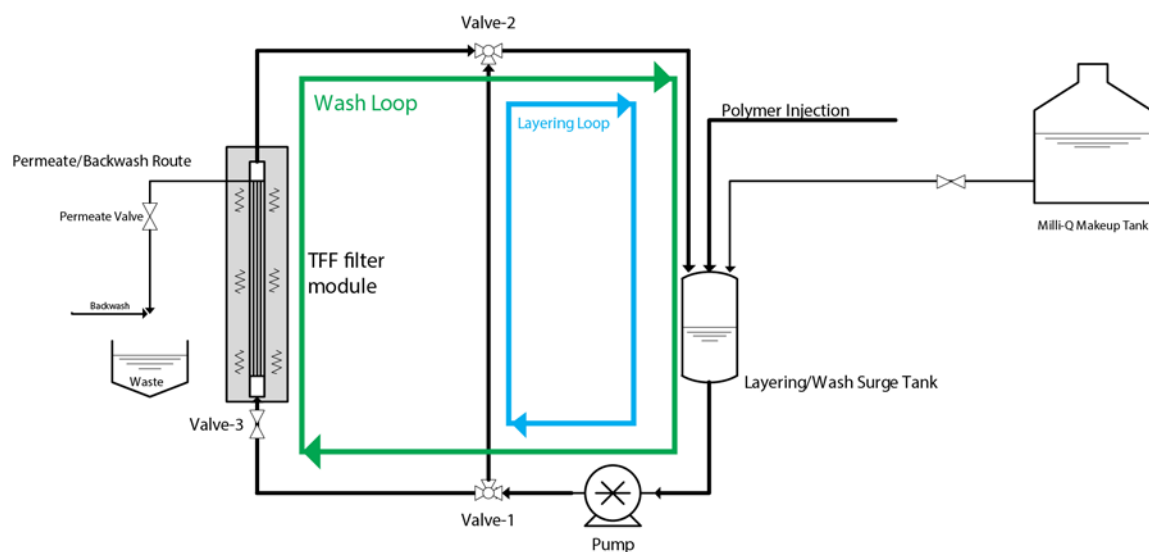 Valve-2
Wash Loop
Layering Loop
Polymer Injection
Permeate/Backwash Route
Permeate Valve
Milli-Q Makeup Tank
TFF filter
module
Backwash
Waste
Layering/Wash Surge Tank
Valve-3
Valve-1
Pump